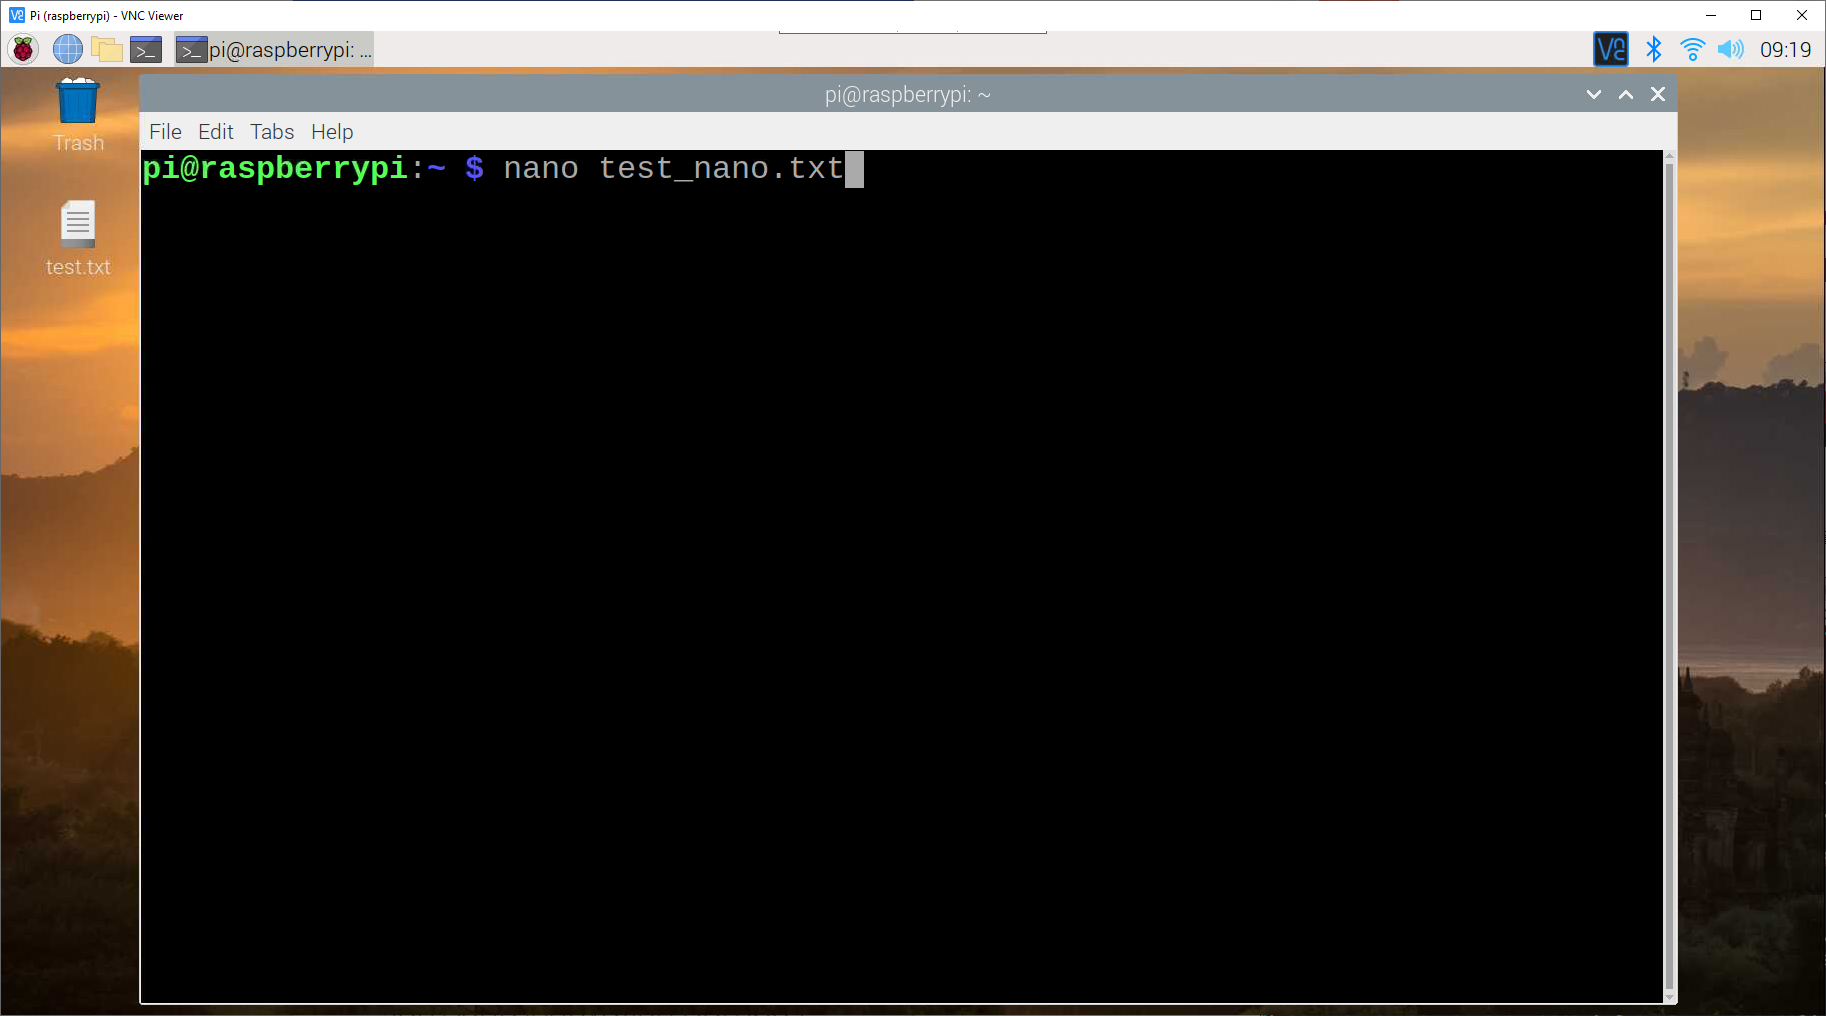 Pi (raspberrypi) - VNC Viewer
pi@raspberrypi: ...
09:19
Trash
test.txt
pi@raspberrypi: ~
File Edit Tabs Help
pi@raspberrypi:~ $ nano test_nano.txt